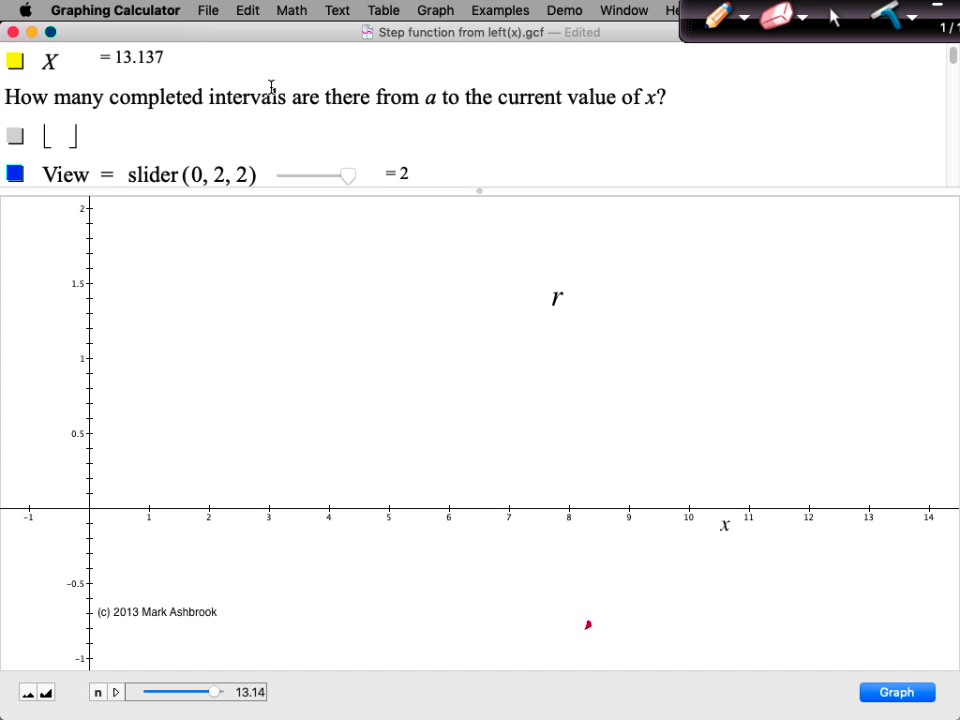 Graphing Calculator File Edit Math Text Table Graph Examples Demo Window He
1/1
Step function from left(x).gcf — Edited
X = 13.137
How many completed intervals are there from a to the current value of x?
⌊ ⌋
View = slider (0, 2, 2) = 2
2
1.5
r
1
0.5
-1 1 2 3 4 5 6 7 8 9 10 11 12 13 14
x
-0.5
(c) 2013 Mark Ashbrook
-1
n 13.14 Graph